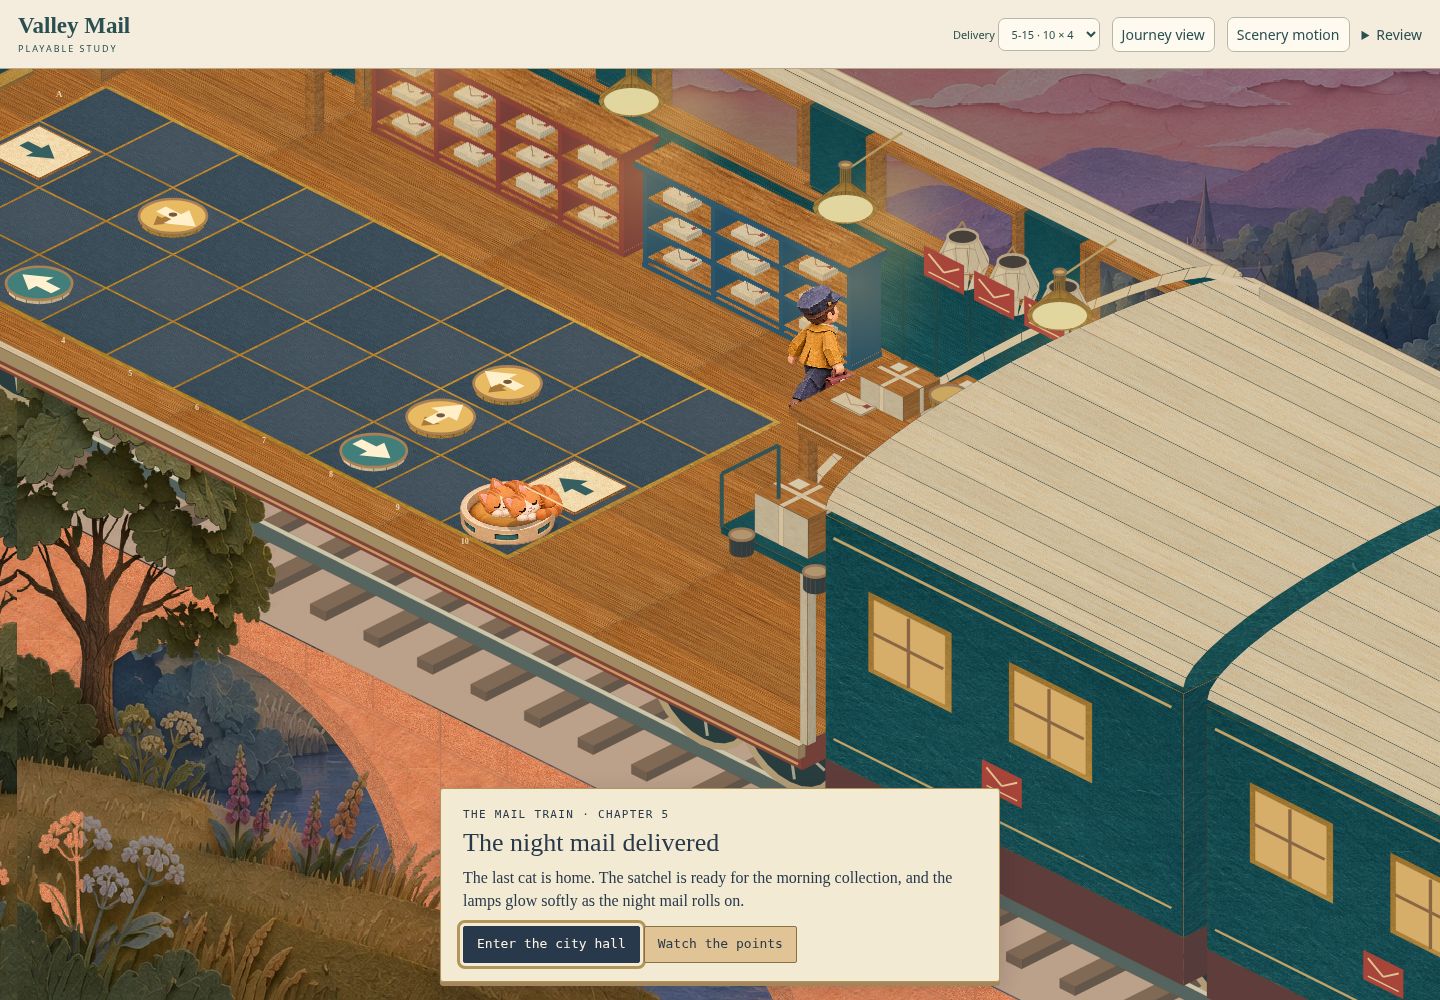 Valley Mail
PLAYABLE STUDY
Delivery
5-15 · 10 × 4
Journey view
Scenery motion
▶ Review
A
4
5
6
7
8
9
10
THE MAIL TRAIN · CHAPTER 5
The night mail delivered
The last cat is home. The satchel is ready for the morning collection, and the
lamps glow softly as the night mail rolls on.
Enter the city hall
Watch the points